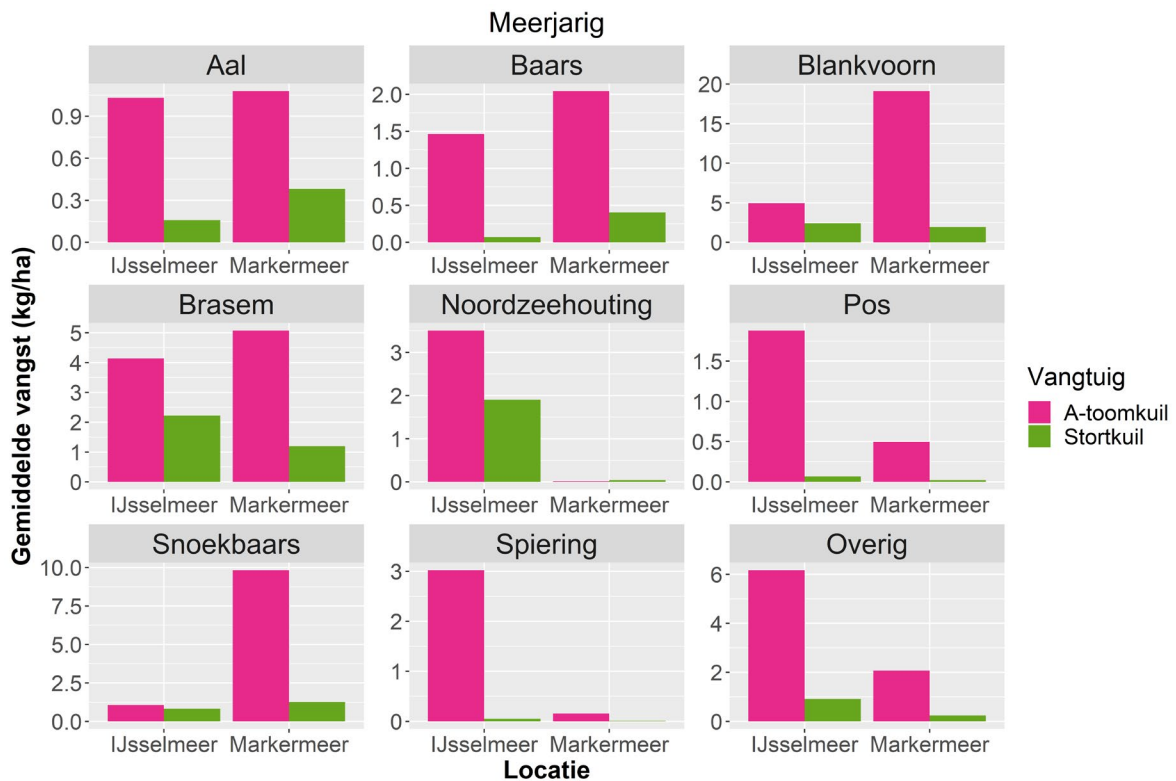 Meerjarig
Aal
Baars
Blankvoorn
0.9
0.6
0.3
0.0
2.0
1.5
1.0
0.5
0.0
20
15
10
5
0
IJsselmeer Markermeer
IJsselmeer Markermeer
IJsselmeer Markermeer
Brasem
Noordzeehouting
Pos
5
4
3
2
1
0
3
2
1
0
1.5
1.0
0.5
0.0
IJsselmeer Markermeer
IJsselmeer Markermeer
IJsselmeer Markermeer
Snoekbaars
Spiering
Overig
10.0
7.5
5.0
2.5
0.0
3
2
1
0
6
4
2
0
IJsselmeer Markermeer
IJsselmeer Markermeer
IJsselmeer Markermeer
Gemiddelde vangst (kg/ha)
Locatie
Vangtuig
A-toomkuil
Stortkuil